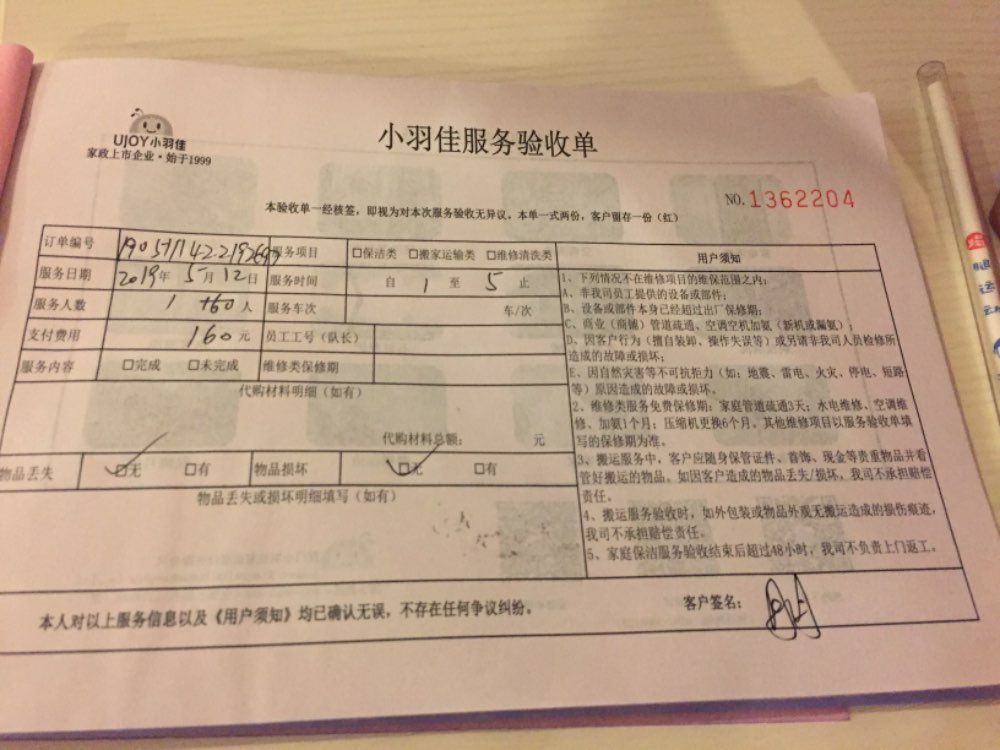 UJOY小羽佳
家政上市企业·始于1999
小羽佳服务验收单
NO.1362204
本验收单一经核签，即视为对本次服务验收无异议。本单一式两份，客户留存一份（红）
订单编号 服务项目 □保洁类 □搬家运输类 □维修清洗类
服务日期 2019年5月12日 服务时间 自 1 至 5 止
服务人数 1 +60 人 服务车次 车/次
支付费用 160元 员工工号（队长）
服务内容 □完成 □未完成 维修类保修期
代购材料明细（如有）
代购材料总额： 元
物品丢失 □无 □有 物品损坏 □无 □有
物品丢失或损坏明细填写（如有）
用户须知
1、下列情况不在维修项目的维保范围之内：
A、非我司员工提供的设备或部件；
B、设备或部件本身已经超过出厂保修期；
C、商业（商铺）管道疏通、空调空机加氨（新机或漏氨）；
D、因客户行为（擅自装卸、操作失误等）或另请非我司人员检修所
造成的故障或损坏；
E、因自然灾害等不可抗拒力（如：地震、雷电、火灾、停电、短路
等）原因造成的故障或损坏。
2、维修类服务免费保修期：家庭管道疏通3天；水电维修、空调维
修、加氨1个月；压缩机更换6个月。其他维修项目以服务验收单填
写的保修期为准。
3、搬运服务中，客户应随身保管证件、首饰、现金等贵重物品并看
管好搬运的物品。如因客户造成的物品丢失/损坏，我司不承担赔偿
责任。
4、搬运服务验收时，如外包装或物品外观无搬运造成的损伤痕迹，
我司不承担赔偿责任。
5、家庭保洁服务验收结束后超过48小时，我司不负责上门返工。
本人对以上服务信息以及《用户须知》均已确认无误，不存在任何争议纠纷。
客户签名：